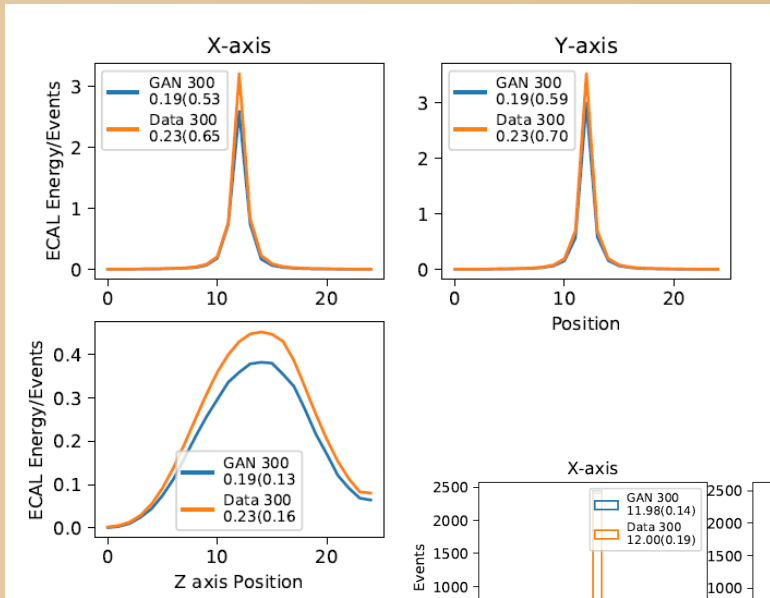 X-axis
GAN 300
0.19(0.53
Data 300
0.23(0.65
ECAL Energy/Events
3
2
1
0
0
10
20
Y-axis
GAN 300
0.19(0.59
Data 300
0.23(0.70
3
2
1
0
0
10
20
Position
ECAL Energy/Events
0.4
0.3
0.2
0.1
0.0
GAN 300
0.19(0.13
Data 300
0.23(0.16
0
10
20
Z axis Position
X-axis
GAN 300
11.98(0.14)
Data 300
12.00(0.19)
Events
2500
2000
1500
1000
2500
2000
1500
1000